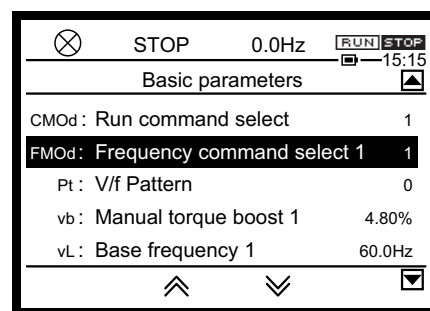 STOP 0.0Hz RUN STOP
15:15
Basic parameters
CMOd : Run command select 1
FMOd : Frequency command select 1 1
Pt : V/f Pattern 0
vb : Manual torque boost 1 4.80%
vL : Base frequency 1 60.0Hz